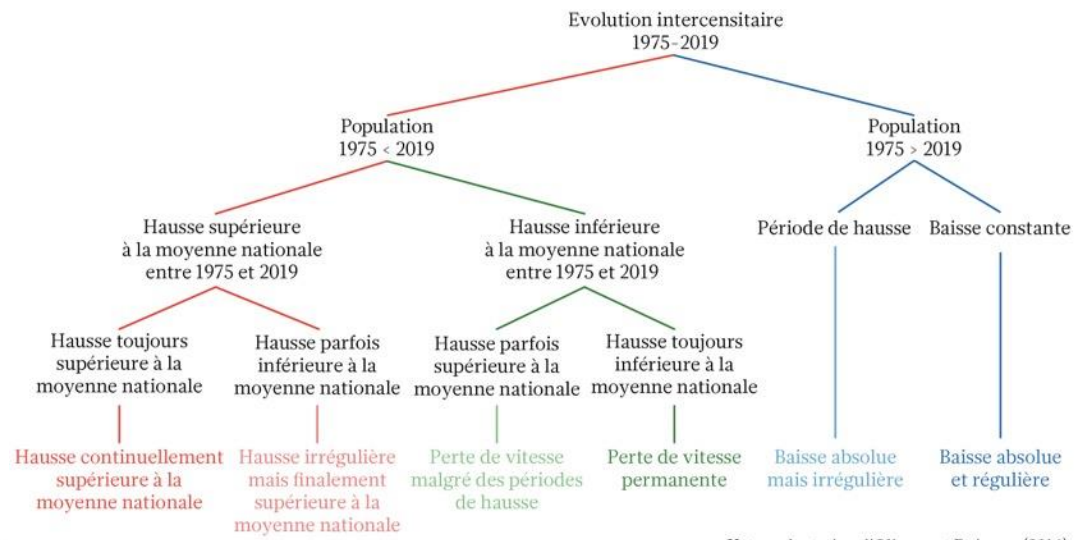 Evolution intercensitaire
1975-2019
Population
1975 < 2019
Population
1975 > 2019
Hausse supérieure
à la moyenne nationale
entre 1975 et 2019
Hausse inférieure
à la moyenne nationale
entre 1975 et 2019
Période de hausse
Baisse constante
Hausse toujours
supérieure à la
moyenne nationale
Hausse parfois
inférieure à la
moyenne nationale
Hausse parfois
supérieure à la
moyenne nationale
Hausse toujours
inférieure à la
moyenne nationale
Hausse continuellement
supérieure à la
moyenne nationale
Hausse irrégulière
mais finalement
supérieure à la
moyenne nationale
Perte de vitesse
malgré des périodes
de hausse
Perte de vitesse
permanente
Baisse absolue
mais irrégulière
Baisse absolue
et régulière